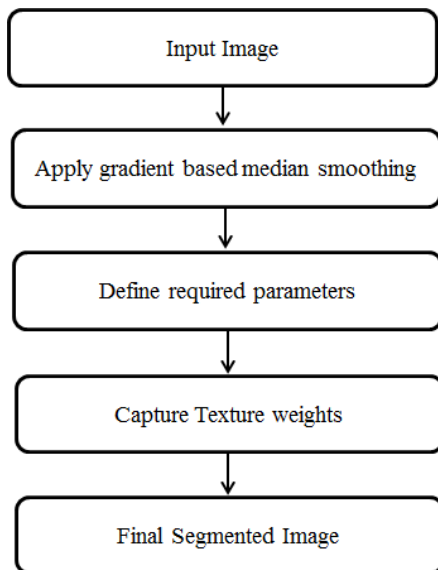 Input Image
Apply gradient based median smoothing
Define required parameters
Capture Texture weights
Final Segmented Image